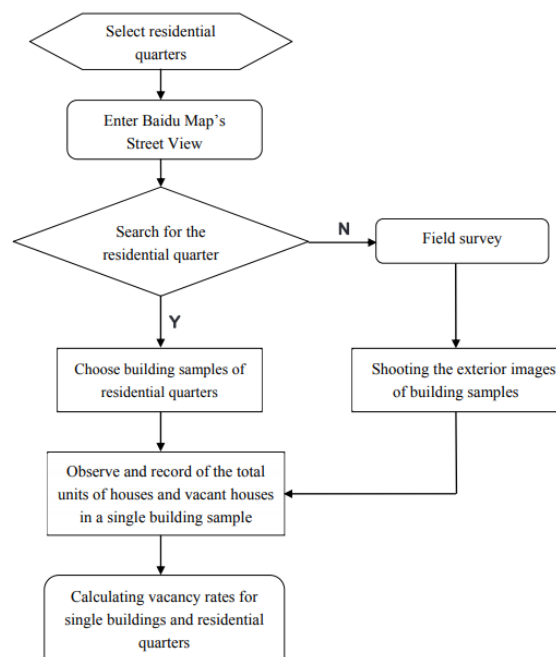 Select residential
quarters
Enter Baidu Map's
Street View
Search for the
residential quarter
N
Field survey
Y
Choose building samples of
residential quarters
Shooting the exterior images
of building samples
Observe and record of the total
units of houses and vacant houses
in a single building sample
Calculating vacancy rates for
single buildings and residential
quarters